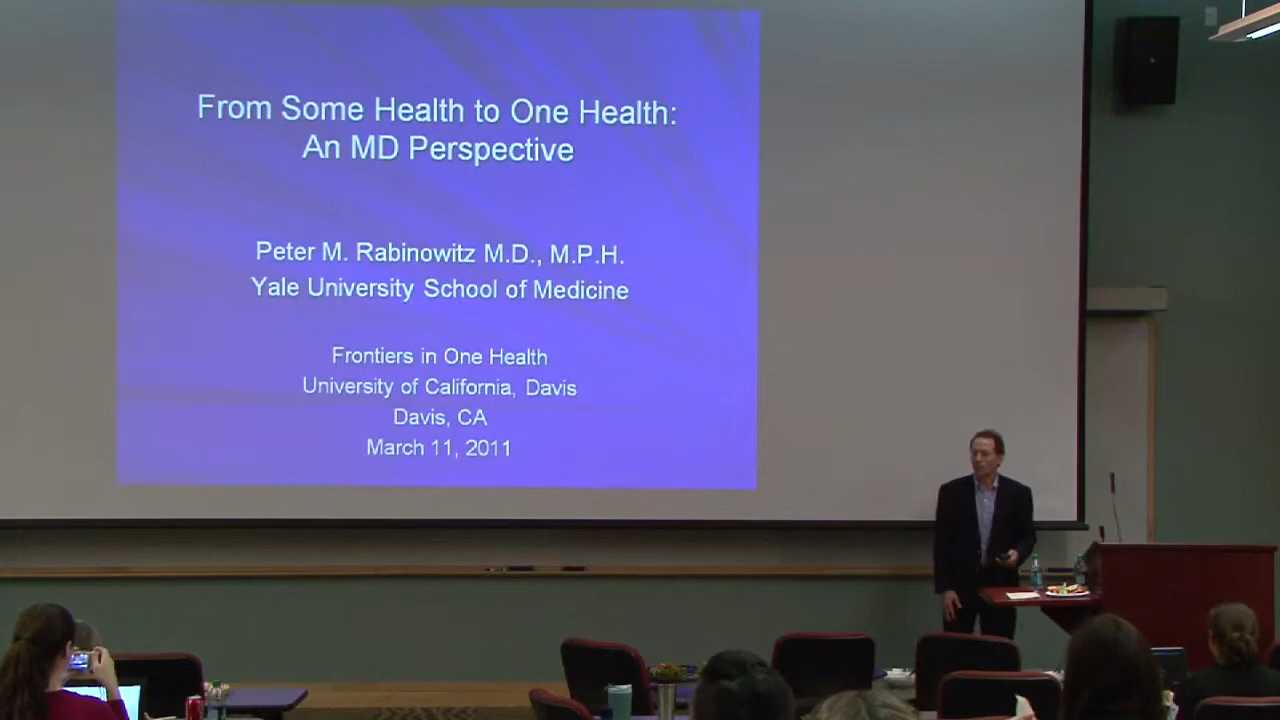 From Some Health to One Health:
An MD Perspective
Peter M. Rabinowitz M.D., M.P.H.
Yale University School of Medicine
Frontiers in One Health
University of California, Davis
Davis, CA
March 11, 2011